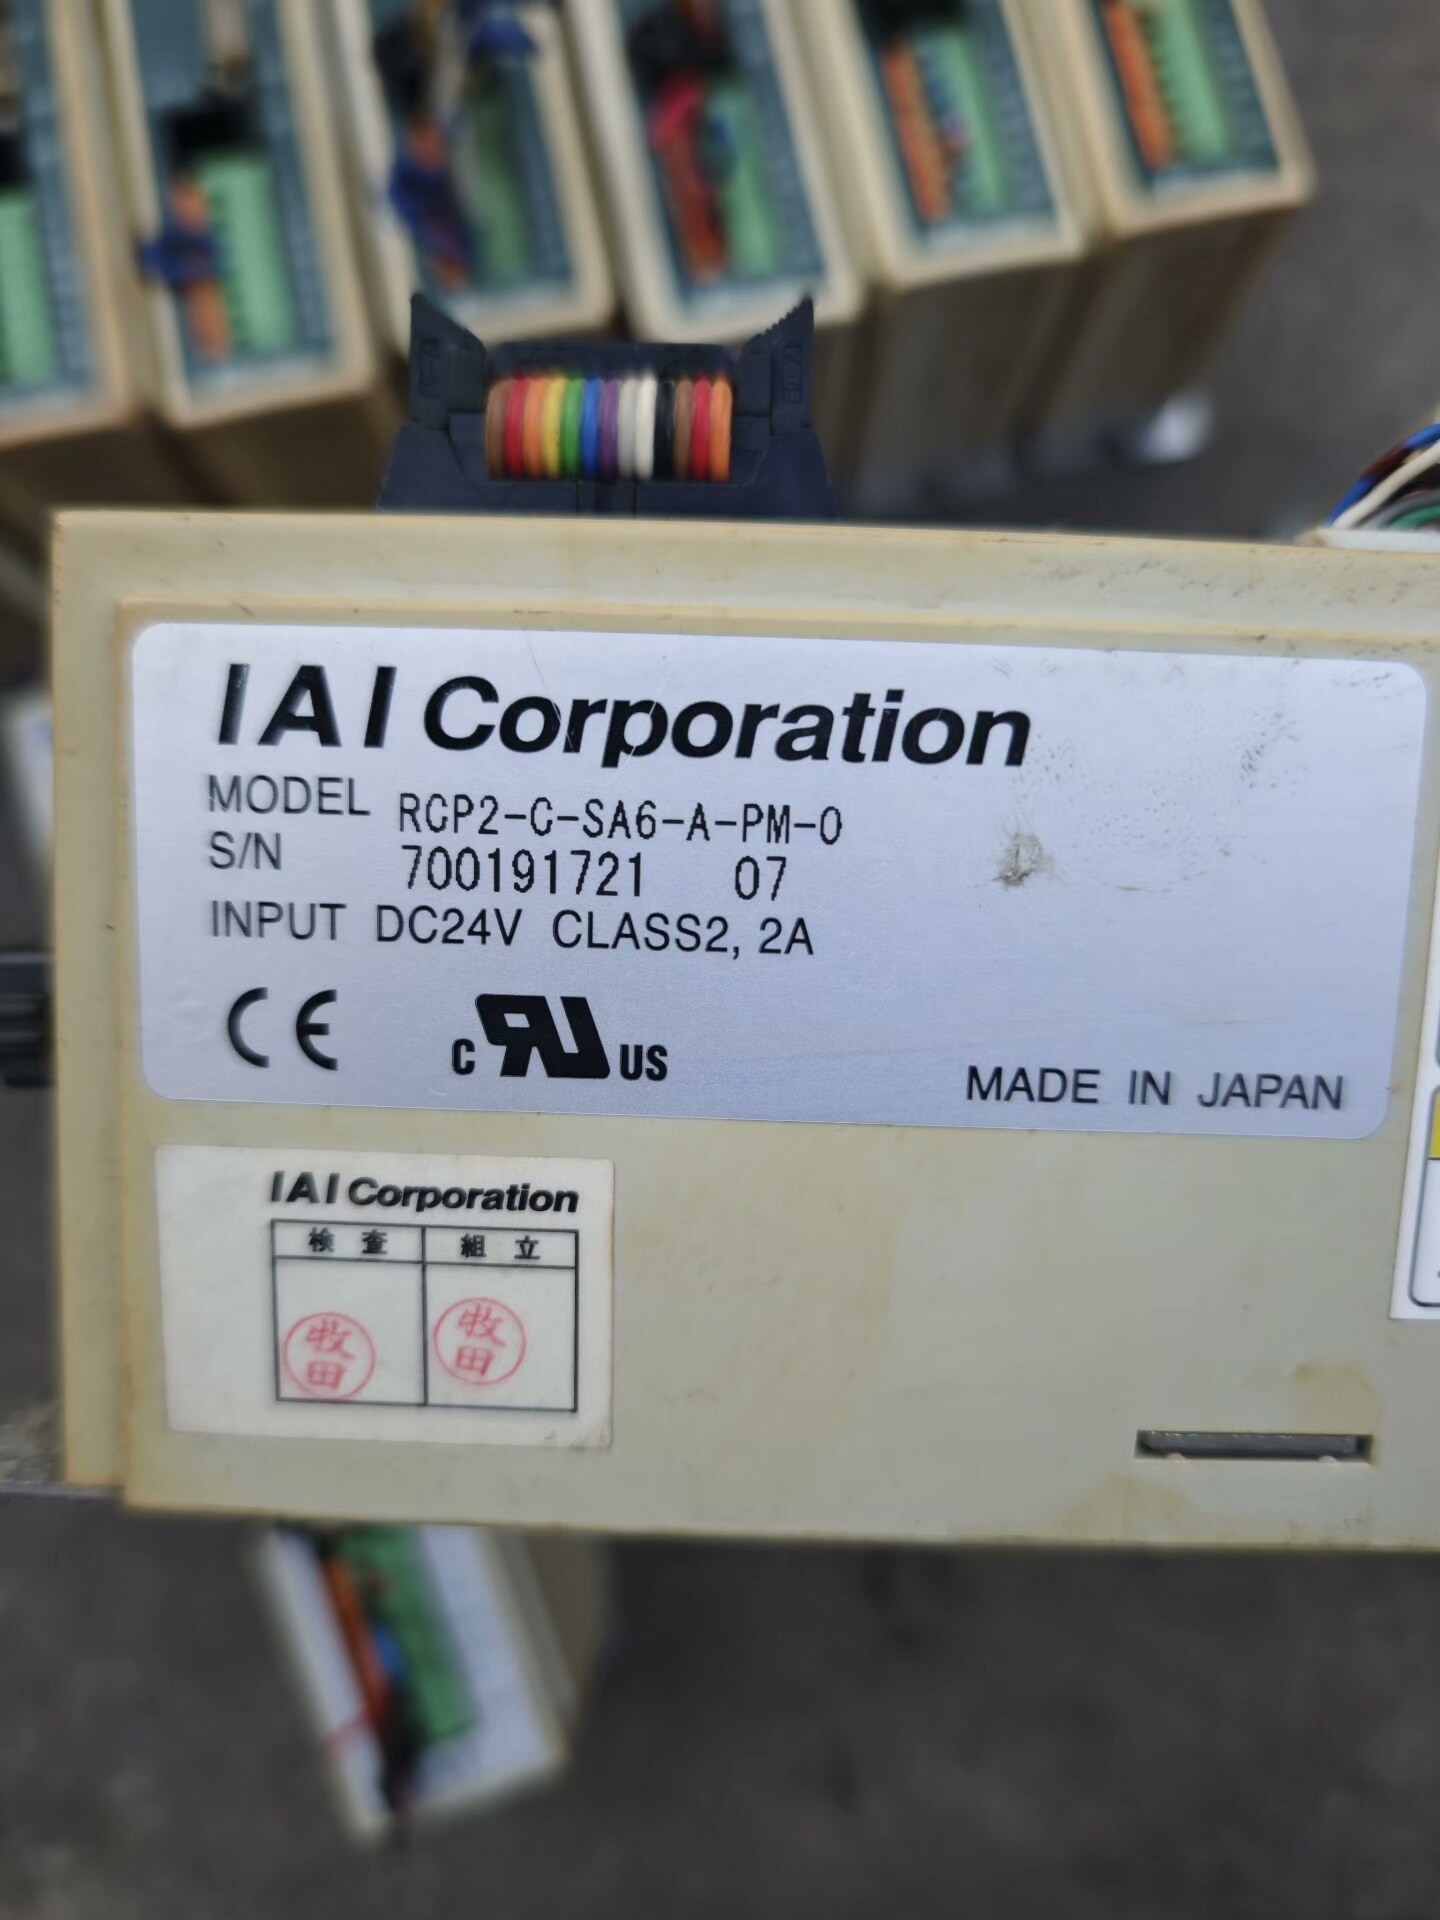 IAI Corporation
MODEL RCP2-C-SA6-A-PM-0
S/N 700191721 07
INPUT DC24V CLASS2, 2A
CE c RU US
MADE IN JAPAN
IAI Corporation
検査 組立
牧田 牧田